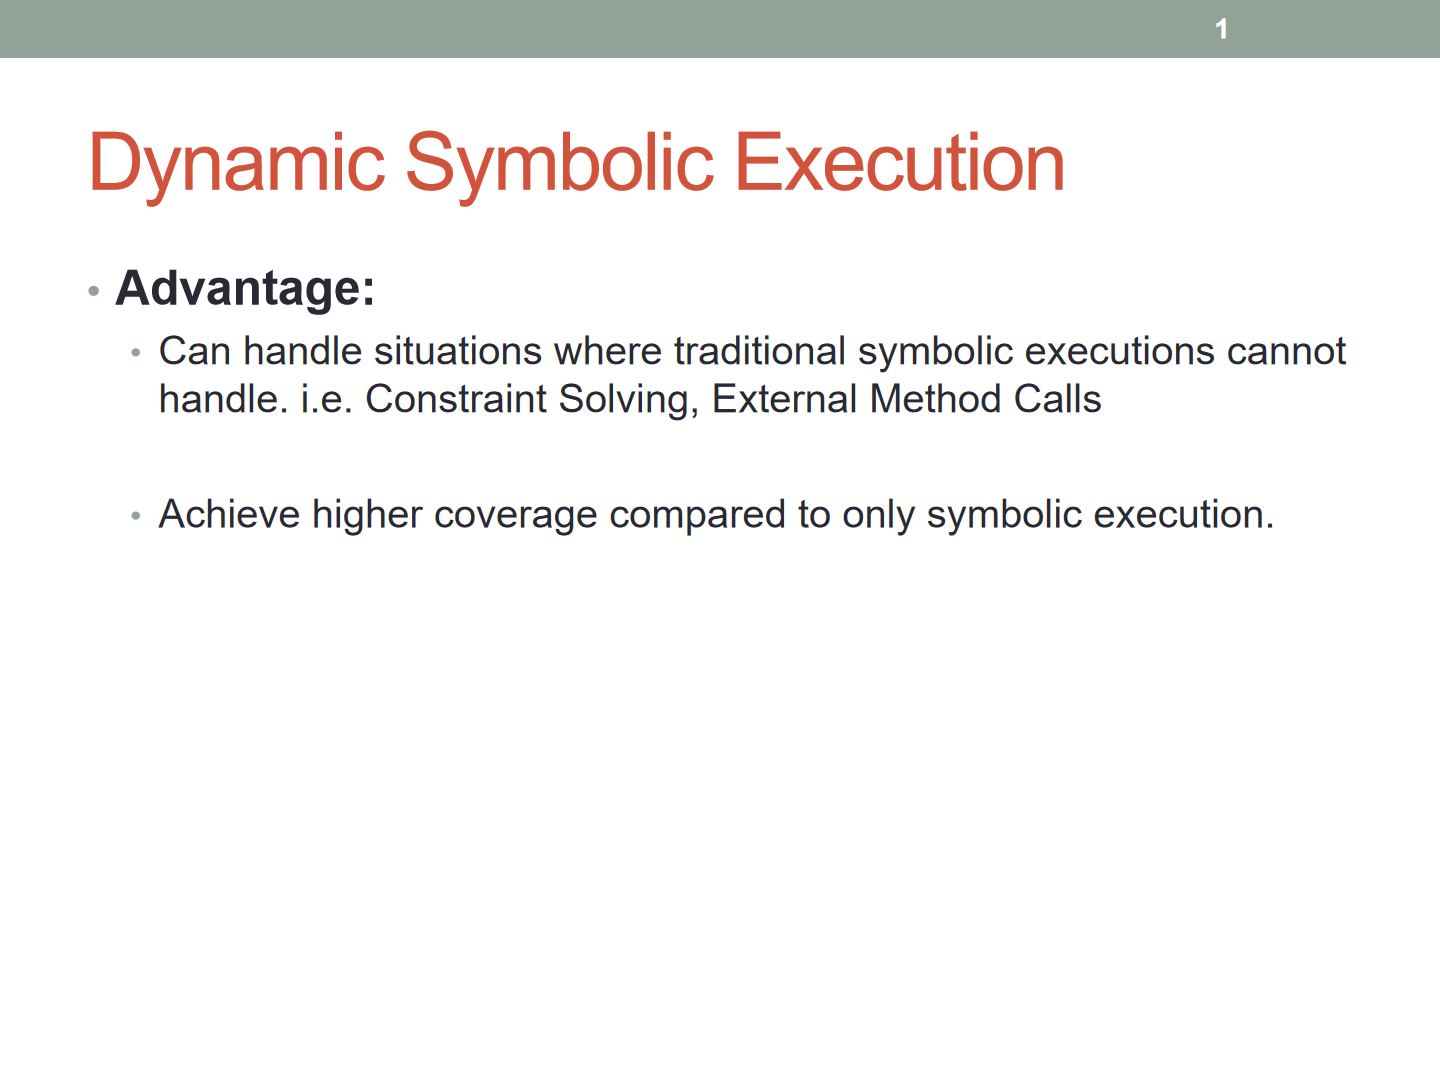 1
Dynamic Symbolic Execution
• Advantage:
• Can handle situations where traditional symbolic executions cannot
handle. i.e. Constraint Solving, External Method Calls
• Achieve higher coverage compared to only symbolic execution.